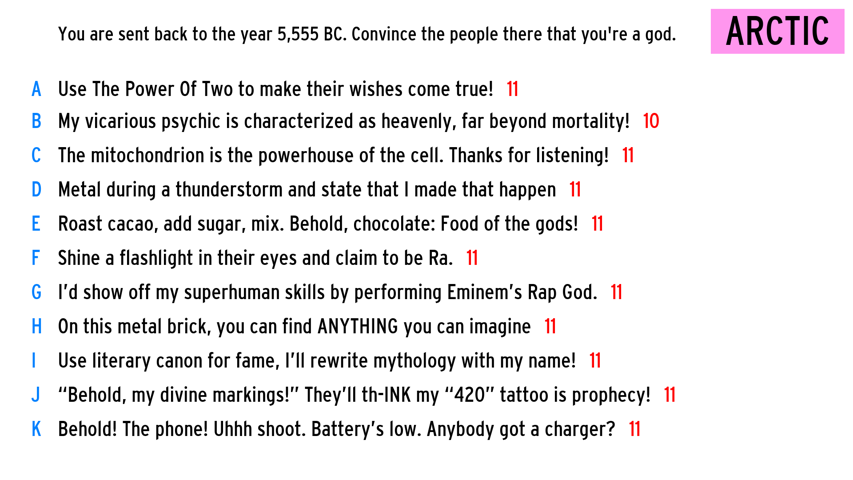 You are sent back to the year 5,555 BC. Convince the people there that you're a god.
ARCTIC
A Use The Power Of Two to make their wishes come true! 11
B My vicarious psychic is characterized as heavenly, far beyond mortality! 10
C The mitochondrion is the powerhouse of the cell. Thanks for listening! 11
D Metal during a thunderstorm and state that I made that happen 11
E Roast cacao, add sugar, mix. Behold, chocolate: Food of the gods! 11
F Shine a flashlight in their eyes and claim to be Ra. 11
G I'd show off my superhuman skills by performing Eminem's Rap God. 11
H On this metal brick, you can find ANYTHING you can imagine 11
I Use literary canon for fame, I'll rewrite mythology with my name! 11
J “Behold, my divine markings!” They'll th-INK my “420” tattoo is prophecy! 11
K Behold! The phone! Uhhh shoot. Battery's low. Anybody got a charger? 11